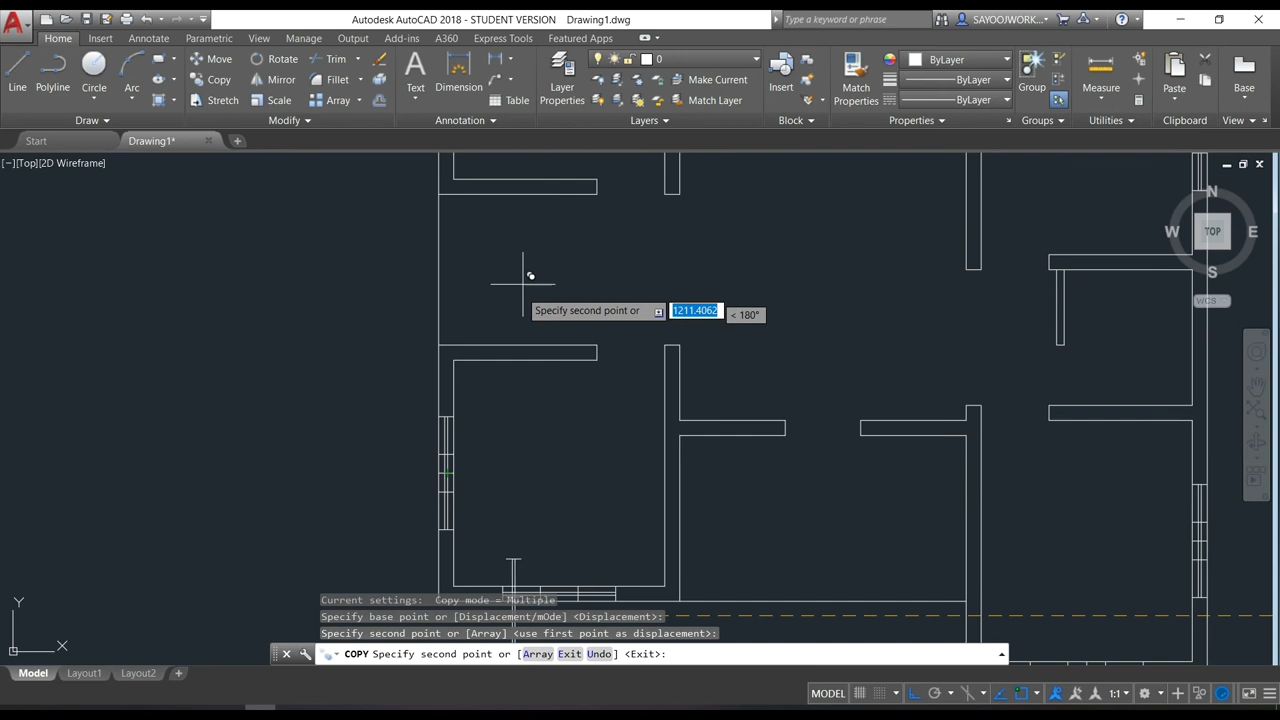 Autodesk AutoCAD 2018 - STUDENT VERSION Drawing1.dwg
Type a keyword or phrase
SAYOOJWORK...
Home Insert Annotate Parametric View Manage Output Add-ins A360 Express Tools Featured Apps
Move Rotate Trim
Copy Mirror Fillet
Stretch Scale Array
Line Polyline Circle Arc
Text Dimension Table
Layer Properties
0
Make Current
Match Layer
Insert
Match Properties
ByLayer
ByLayer
ByLayer
Group
Measure
Paste
Base
Draw Modify Annotation Layers Block Properties Groups Utilities Clipboard View
Start Drawing1*
[−][Top][2D Wireframe]
N
W TOP E
S
WCS
Specify second point or 1211.4062 < 180°
Current settings: Copy mode = Multiple
Specify base point or [Displacement/mOde] <Displacement>:
Specify second point or [Array] <use first point as displacement>:
COPY Specify second point or [Array Exit Undo] <Exit>:
Y
X
Model Layout1 Layout2
MODEL 1:1